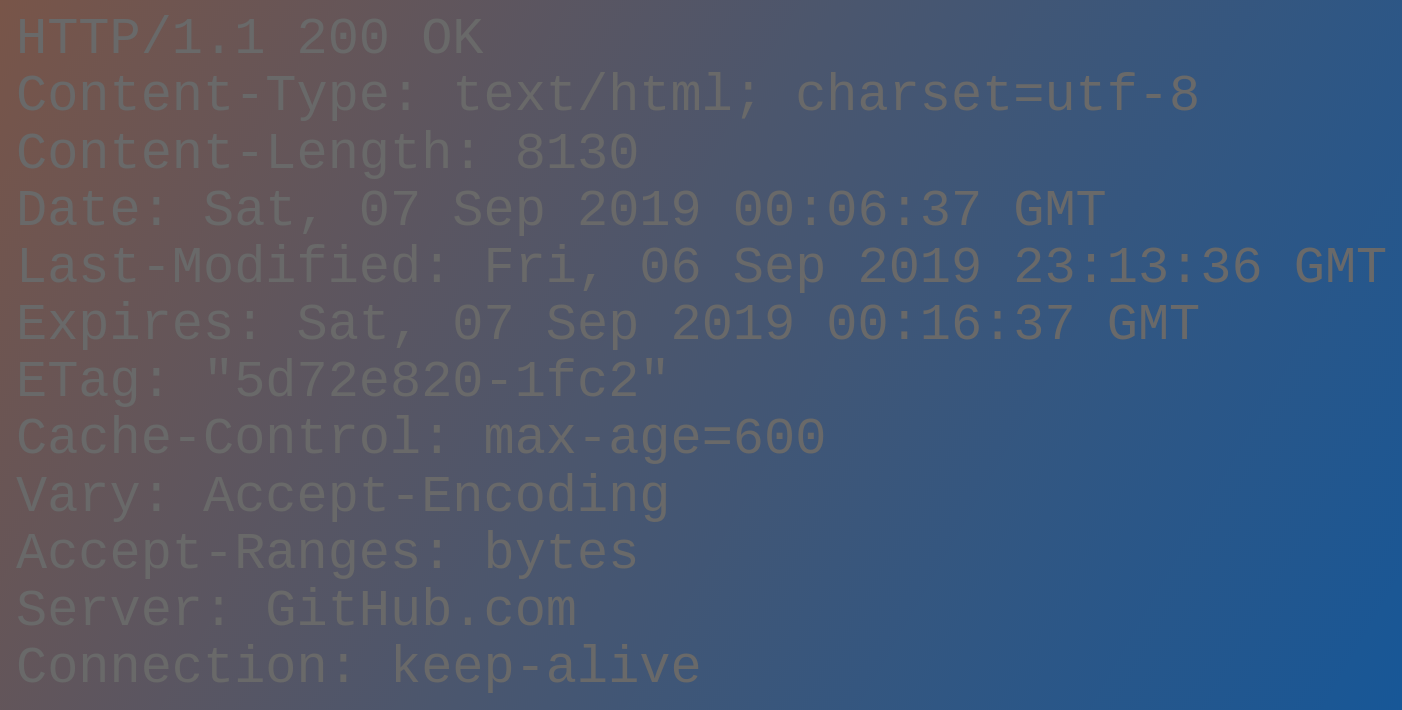 HTTP/1.1 200 OK
Content-Type: text/html; charset=utf-8
Content-Length: 8130
Date: Sat, 07 Sep 2019 00:06:37 GMT
Last-Modified: Fri, 06 Sep 2019 23:13:36 GMT
Expires: Sat, 07 Sep 2019 00:16:37 GMT
ETag: "5d72e820-1fc2"
Cache-Control: max-age=600
Vary: Accept-Encoding
Accept-Ranges: bytes
Server: GitHub.com
Connection: keep-alive